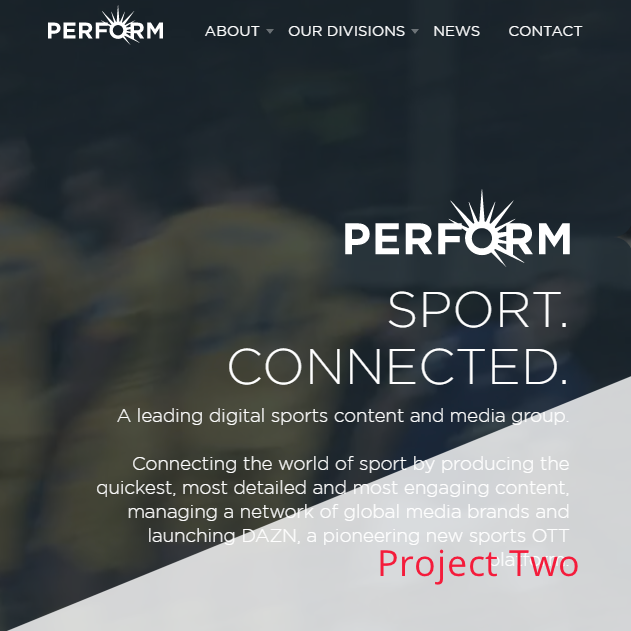 PERFORM ABOUT OUR DIVISIONS NEWS CONTACT
PERFORM
SPORT.
CONNECTED.
A leading digital sports content and media group.
Connecting the world of sport by producing the
quickest, most detailed and most engaging content,
managing a network of global media brands and
launching DAZN, a pioneering new sports OTT
platform.
Project Two